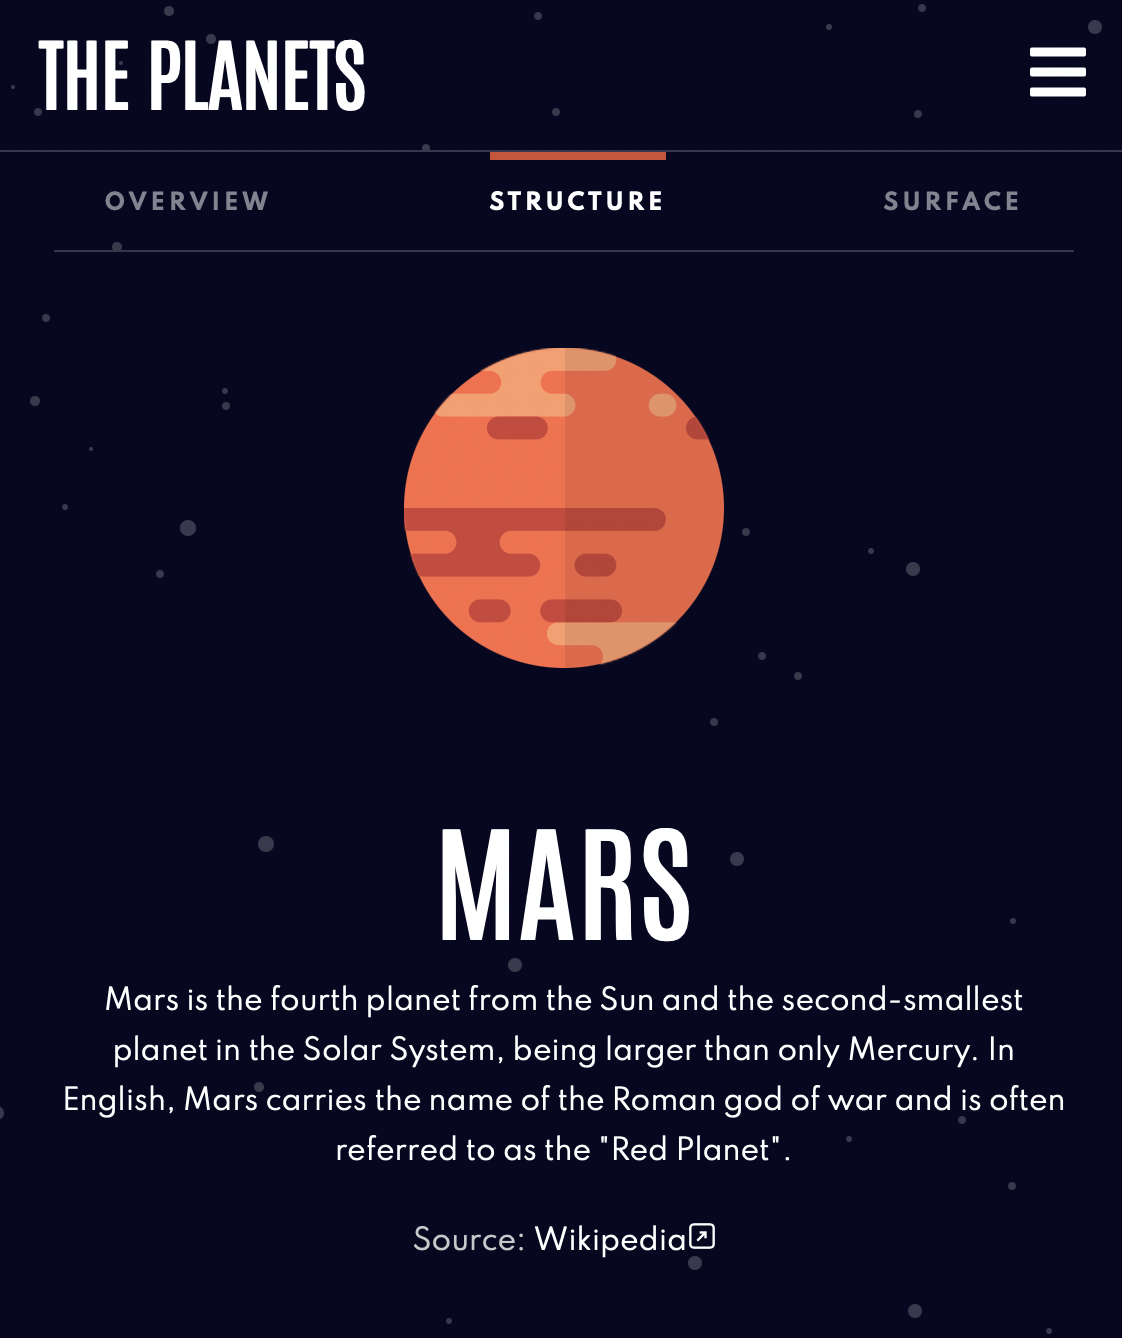 THE PLANETS
OVERVIEW
STRUCTURE
SURFACE
MARS
Mars is the fourth planet from the Sun and the second-smallest
planet in the Solar System, being larger than only Mercury. In
English, Mars carries the name of the Roman god of war and is often
referred to as the "Red Planet".
Source: Wikipedia